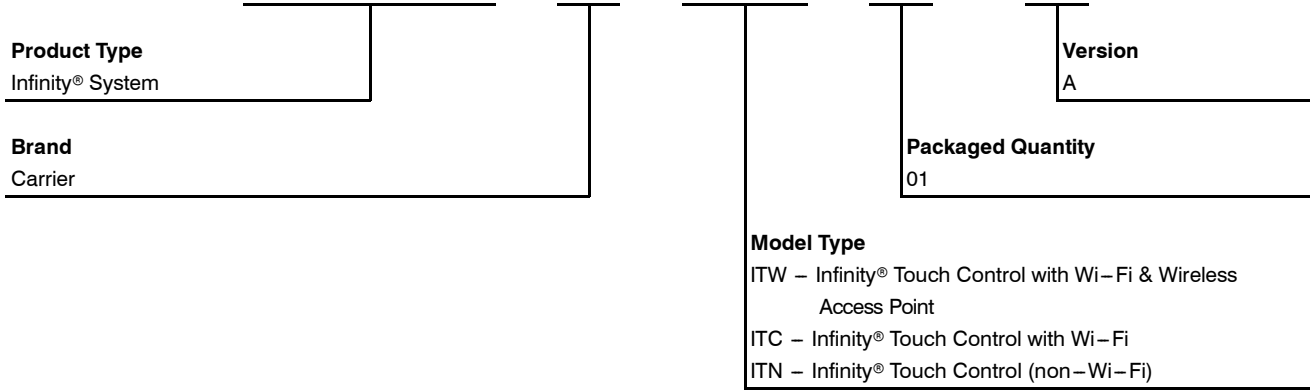 Product Type
Infinity® System
Version
A
Brand
Carrier
Packaged Quantity
01
Model Type
ITW – Infinity® Touch Control with Wi–Fi & Wireless
Access Point
ITC – Infinity® Touch Control with Wi–Fi
ITN – Infinity® Touch Control (non–Wi–Fi)